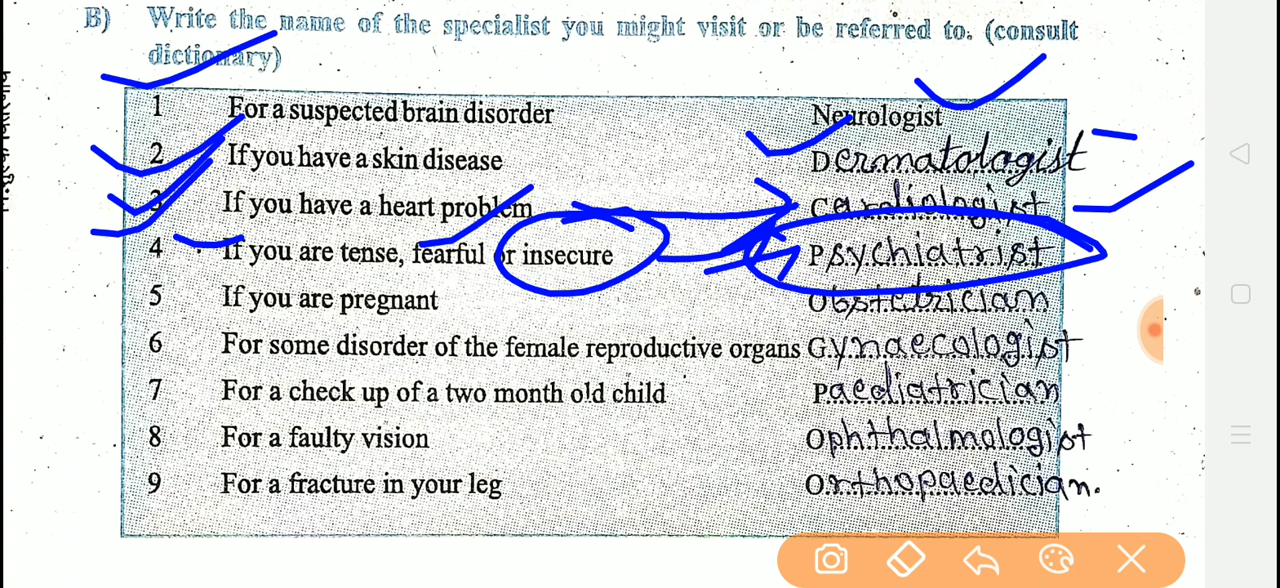 B) Write the name of the specialist you might visit or be referred to. (consult
dictionary)
1 For a suspected brain disorder Neurologist
2 If you have a skin disease Dermatologist
3 If you have a heart problem Cardiologist
4 If you are tense, fearful or insecure Psychiatrist
5 If you are pregnant Obstetrician
6 For some disorder of the female reproductive organs Gynaecologist
7 For a check up of a two month old child Paediatrician
8 For a faulty vision Ophthalmologist
9 For a fracture in your leg Orthopaedician.